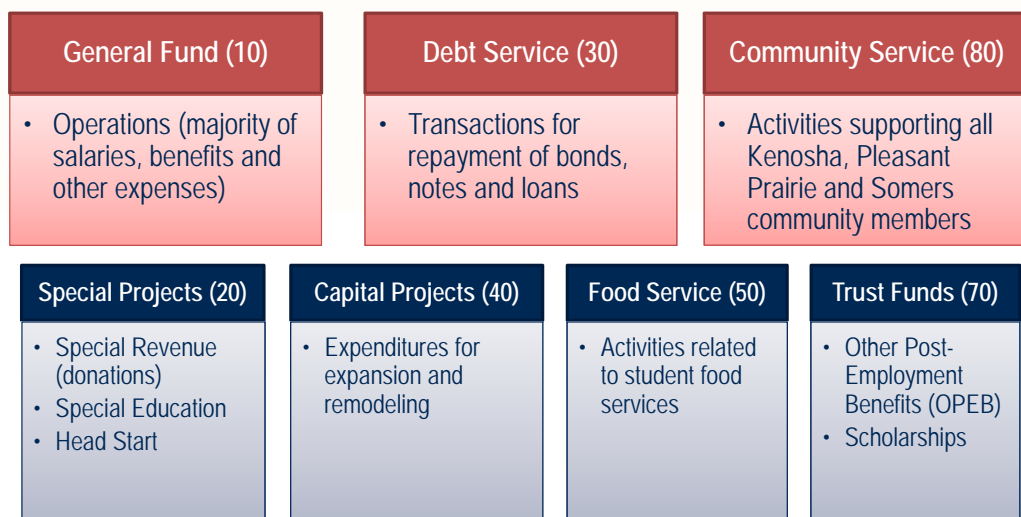 General Fund (10)
• Operations (majority of
salaries, benefits and
other expenses)
Debt Service (30)
• Transactions for
repayment of bonds,
notes and loans
Community Service (80)
• Activities supporting all
Kenosha, Pleasant
Prairie and Somers
community members
Special Projects (20)
• Special Revenue
(donations)
• Special Education
• Head Start
Capital Projects (40)
• Expenditures for
expansion and
remodeling
Food Service (50)
• Activities related
to student food
services
Trust Funds (70)
• Other Post-
Employment
Benefits (OPEB)
• Scholarships